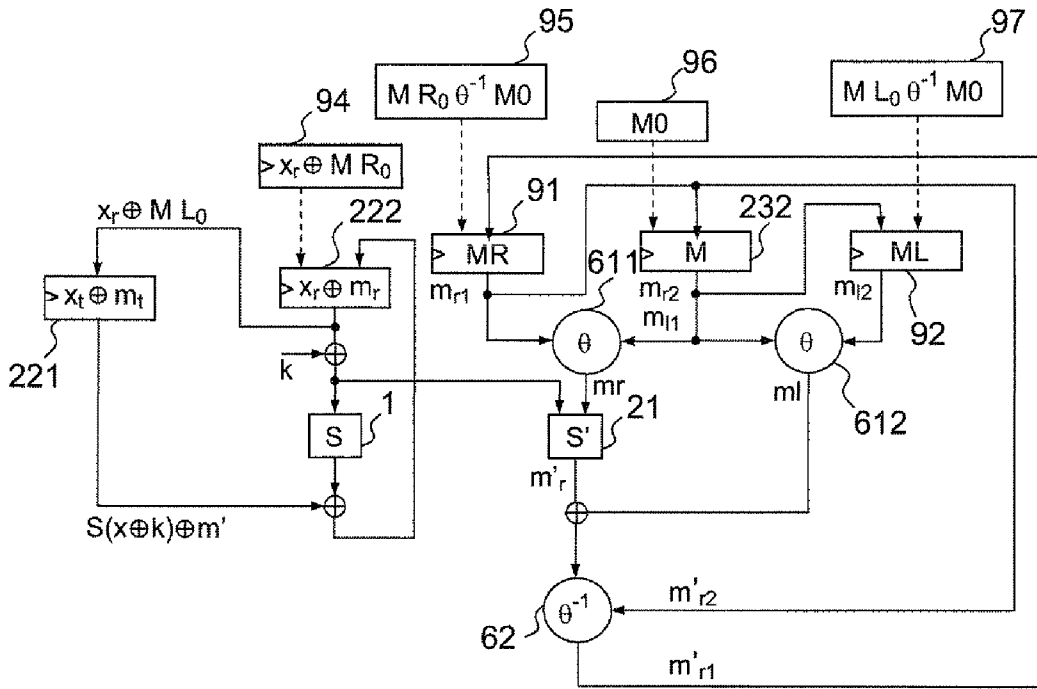 95
97
96
M R₀ θ⁻¹ M0
M L₀ θ⁻¹ M0
94
M0
> xᵣ ⊕ M R₀
91
xᵣ ⊕ M L₀
222
232
> MR
> M
> ML
611
> xₜ ⊕ mₜ
> xᵣ ⊕ mᵣ
mᵣ₁
mᵣ₂
mₗ₂
92
mₗ₁
θ
θ
221
k
mr
ml
612
1
21
S
S'
m'ᵣ
S(x⊕k)⊕m'
m'ᵣ₂
θ⁻¹
62
m'ᵣ₁